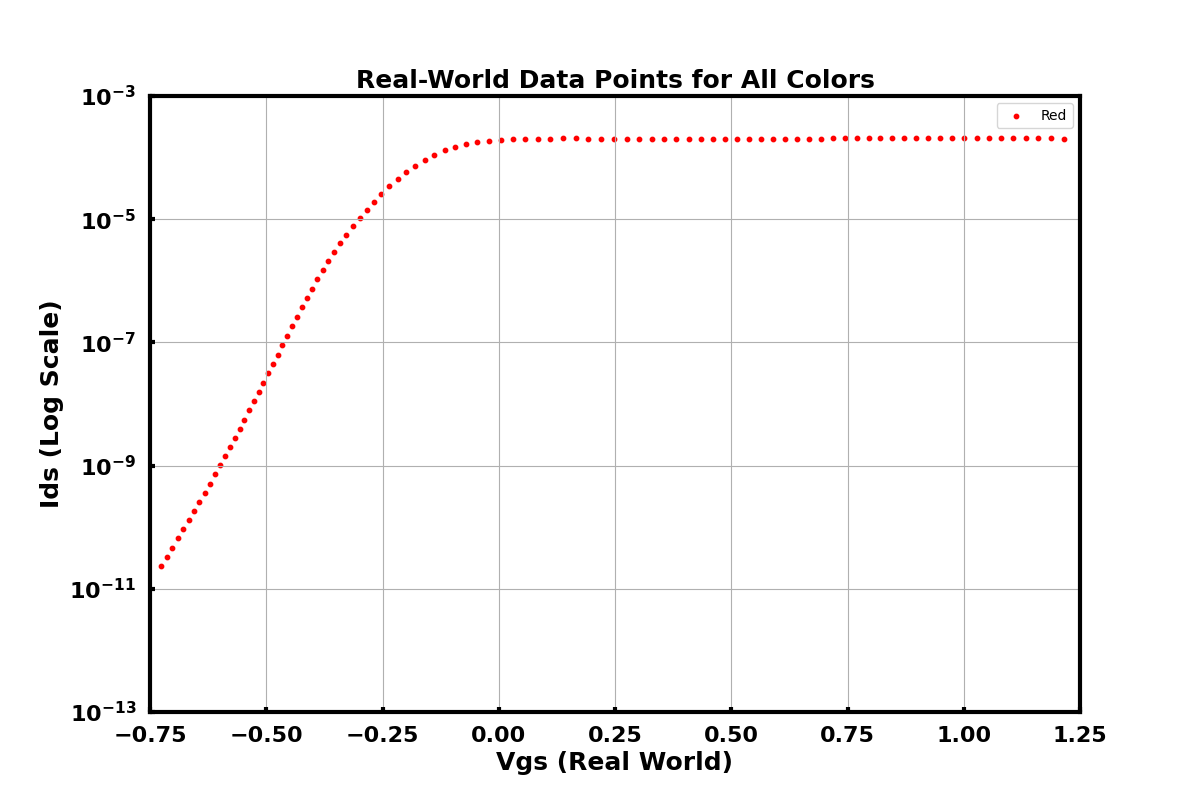 Real-World Data Points for All Colors
10⁻³
Red
10⁻⁵
10⁻⁷
Ids (Log Scale)
10⁻⁹
10⁻¹¹
10⁻¹³
−0.75 −0.50 −0.25 0.00 0.25 0.50 0.75 1.00 1.25
Vgs (Real World)